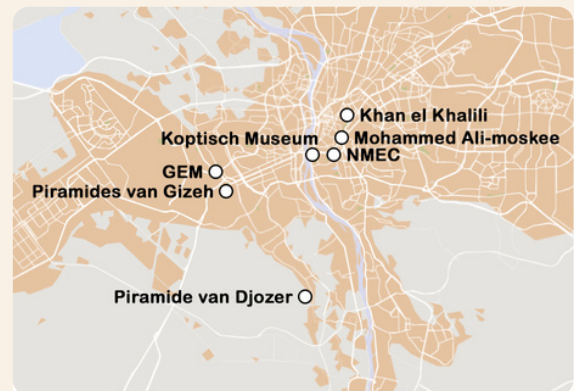 Khan el Khalili
Koptisch Museum
Mohammed Ali-moskee
NMEC
GEM
Piramides van Gizeh
Piramide van Djozer